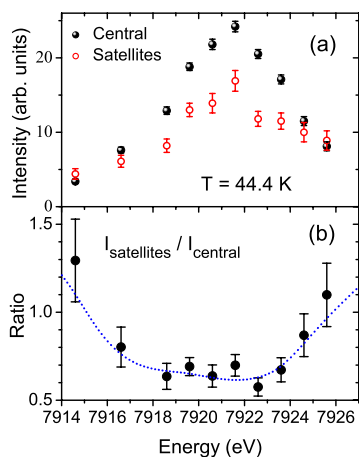 (a)
Central
Satellites
20
10
0
Intensity (arb. units)
T = 44.4 K
(b)
I_satellites / I_central
1.5
1.0
0.5
Ratio
7914 7916 7918 7920 7922 7924 7926
Energy (eV)